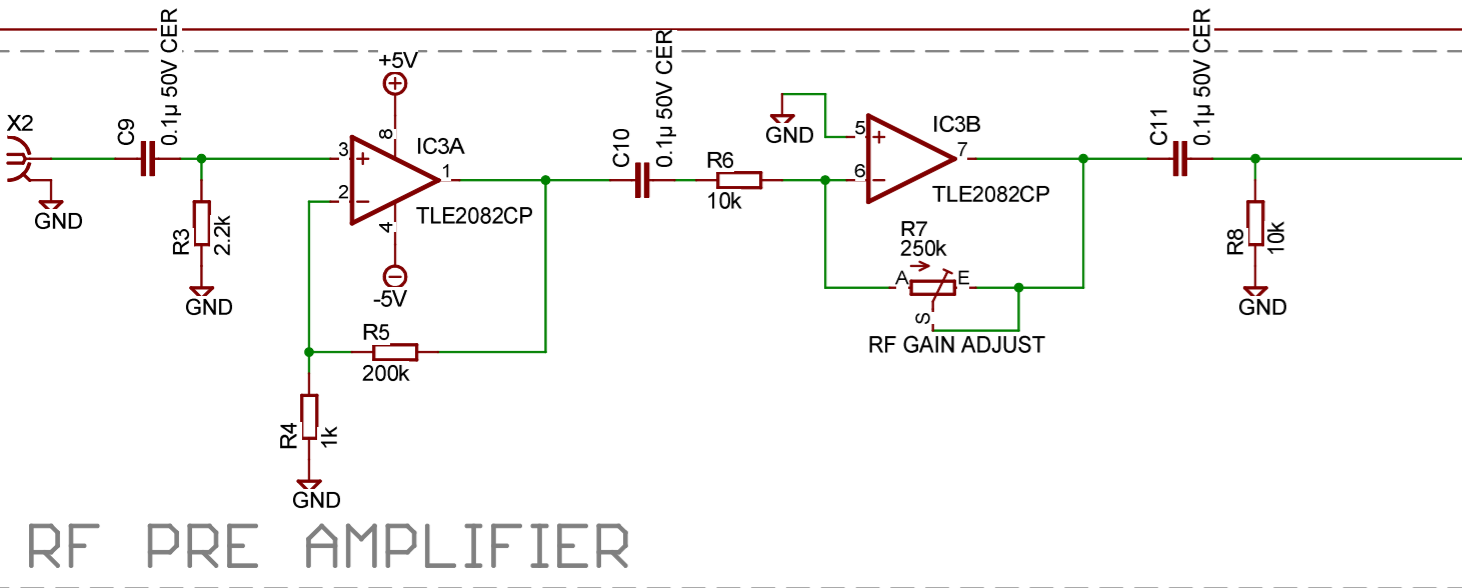 X2
GND
C9
0.1µ 50V CER
R3
2.2k
GND
+5V
8
3
+
2
-
1
4
-5V
IC3A
TLE2082CP
R5
200k
R4
1k
GND
C10
0.1µ 50V CER
R6
10k
GND
5
+
6
-
7
IC3B
TLE2082CP
R7
250k
A
E
S
RF GAIN ADJUST
C11
0.1µ 50V CER
R8
10k
GND
RF PRE AMPLIFIER